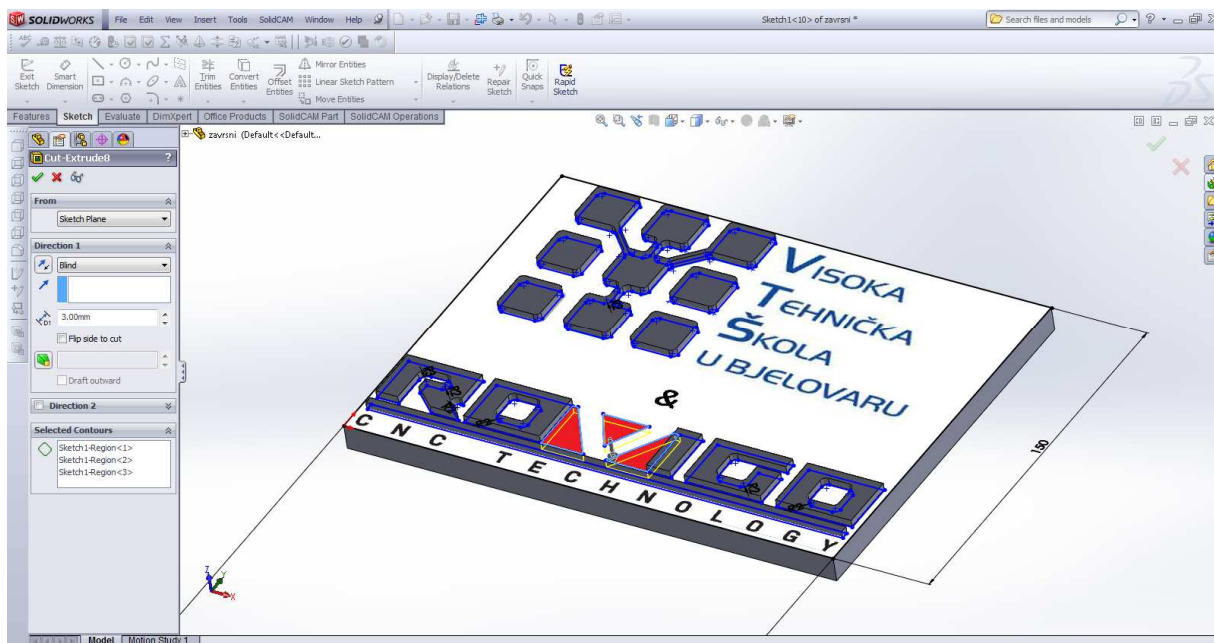 SOLIDWORKS File Edit View Insert Tools SolidCAM Window Help Sketch1<10> of zavrsni * Search files and models
Exit Sketch
Smart Dimension
Trim Entities
Convert Entities
Offset Entities
Mirror Entities
Linear Sketch Pattern
Move Entities
Display/Delete Relations
Repair Sketch
Quick Snaps
Rapid Sketch
Features Sketch Evaluate DimXpert Office Products SolidCAM Part SolidCAM Operations
zavrsni (Default<<Default...
Cut-Extrude8 ?
From
Sketch Plane
Direction 1
Blind
3.00mm
Flip side to cut
Draft outward
Direction 2
Selected Contours
Sketch1-Region<1>
Sketch1-Region<2>
Sketch1-Region<3>
VISOKA
TEHNIČKA
ŠKOLA
U BJELOVARU
&
CNC TECHNOLOGY
150
Z
Y
X
Model Motion Study 1